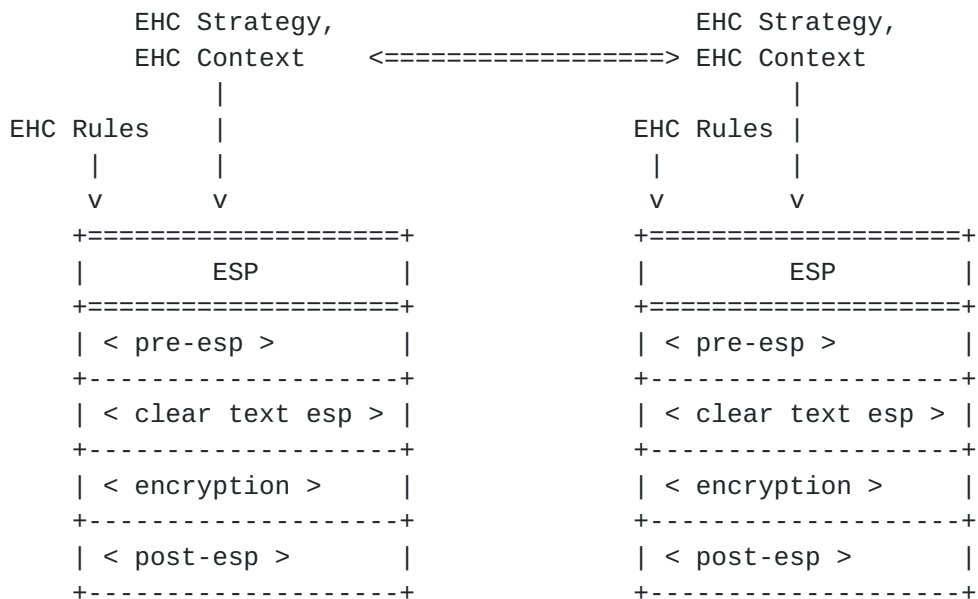 EHC Strategy, EHC Strategy,
EHC Context <==================> EHC Context
| |
EHC Rules | EHC Rules |
| | | |
v v v v
+====================+ +====================+
| ESP | | ESP |
+====================+ +====================+
| < pre-esp > | | < pre-esp > |
+--------------------+ +--------------------+
| < clear text esp > | | < clear text esp > |
+--------------------+ +--------------------+
| < encryption > | | < encryption > |
+--------------------+ +--------------------+
| < post-esp > | | < post-esp > |
+--------------------+ +--------------------+